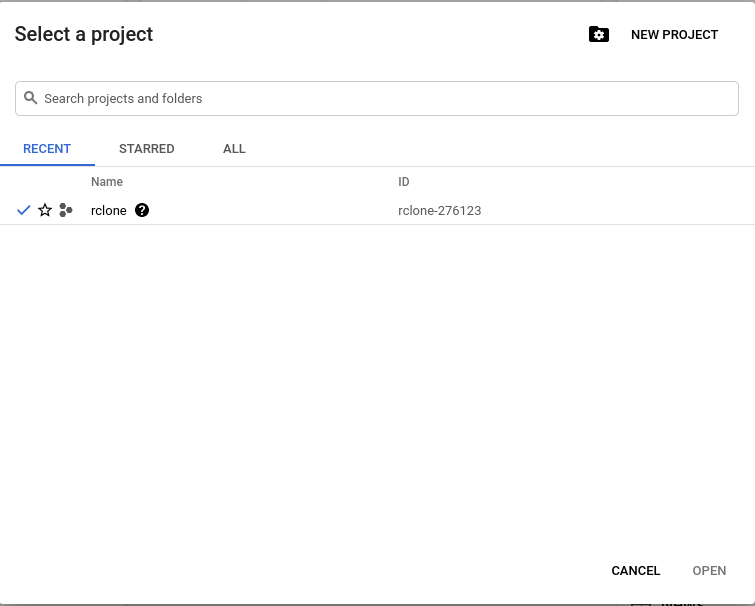 Select a project
NEW PROJECT
Search projects and folders
RECENT STARRED ALL
Name ID
rclone rclone-276123
CANCEL OPEN